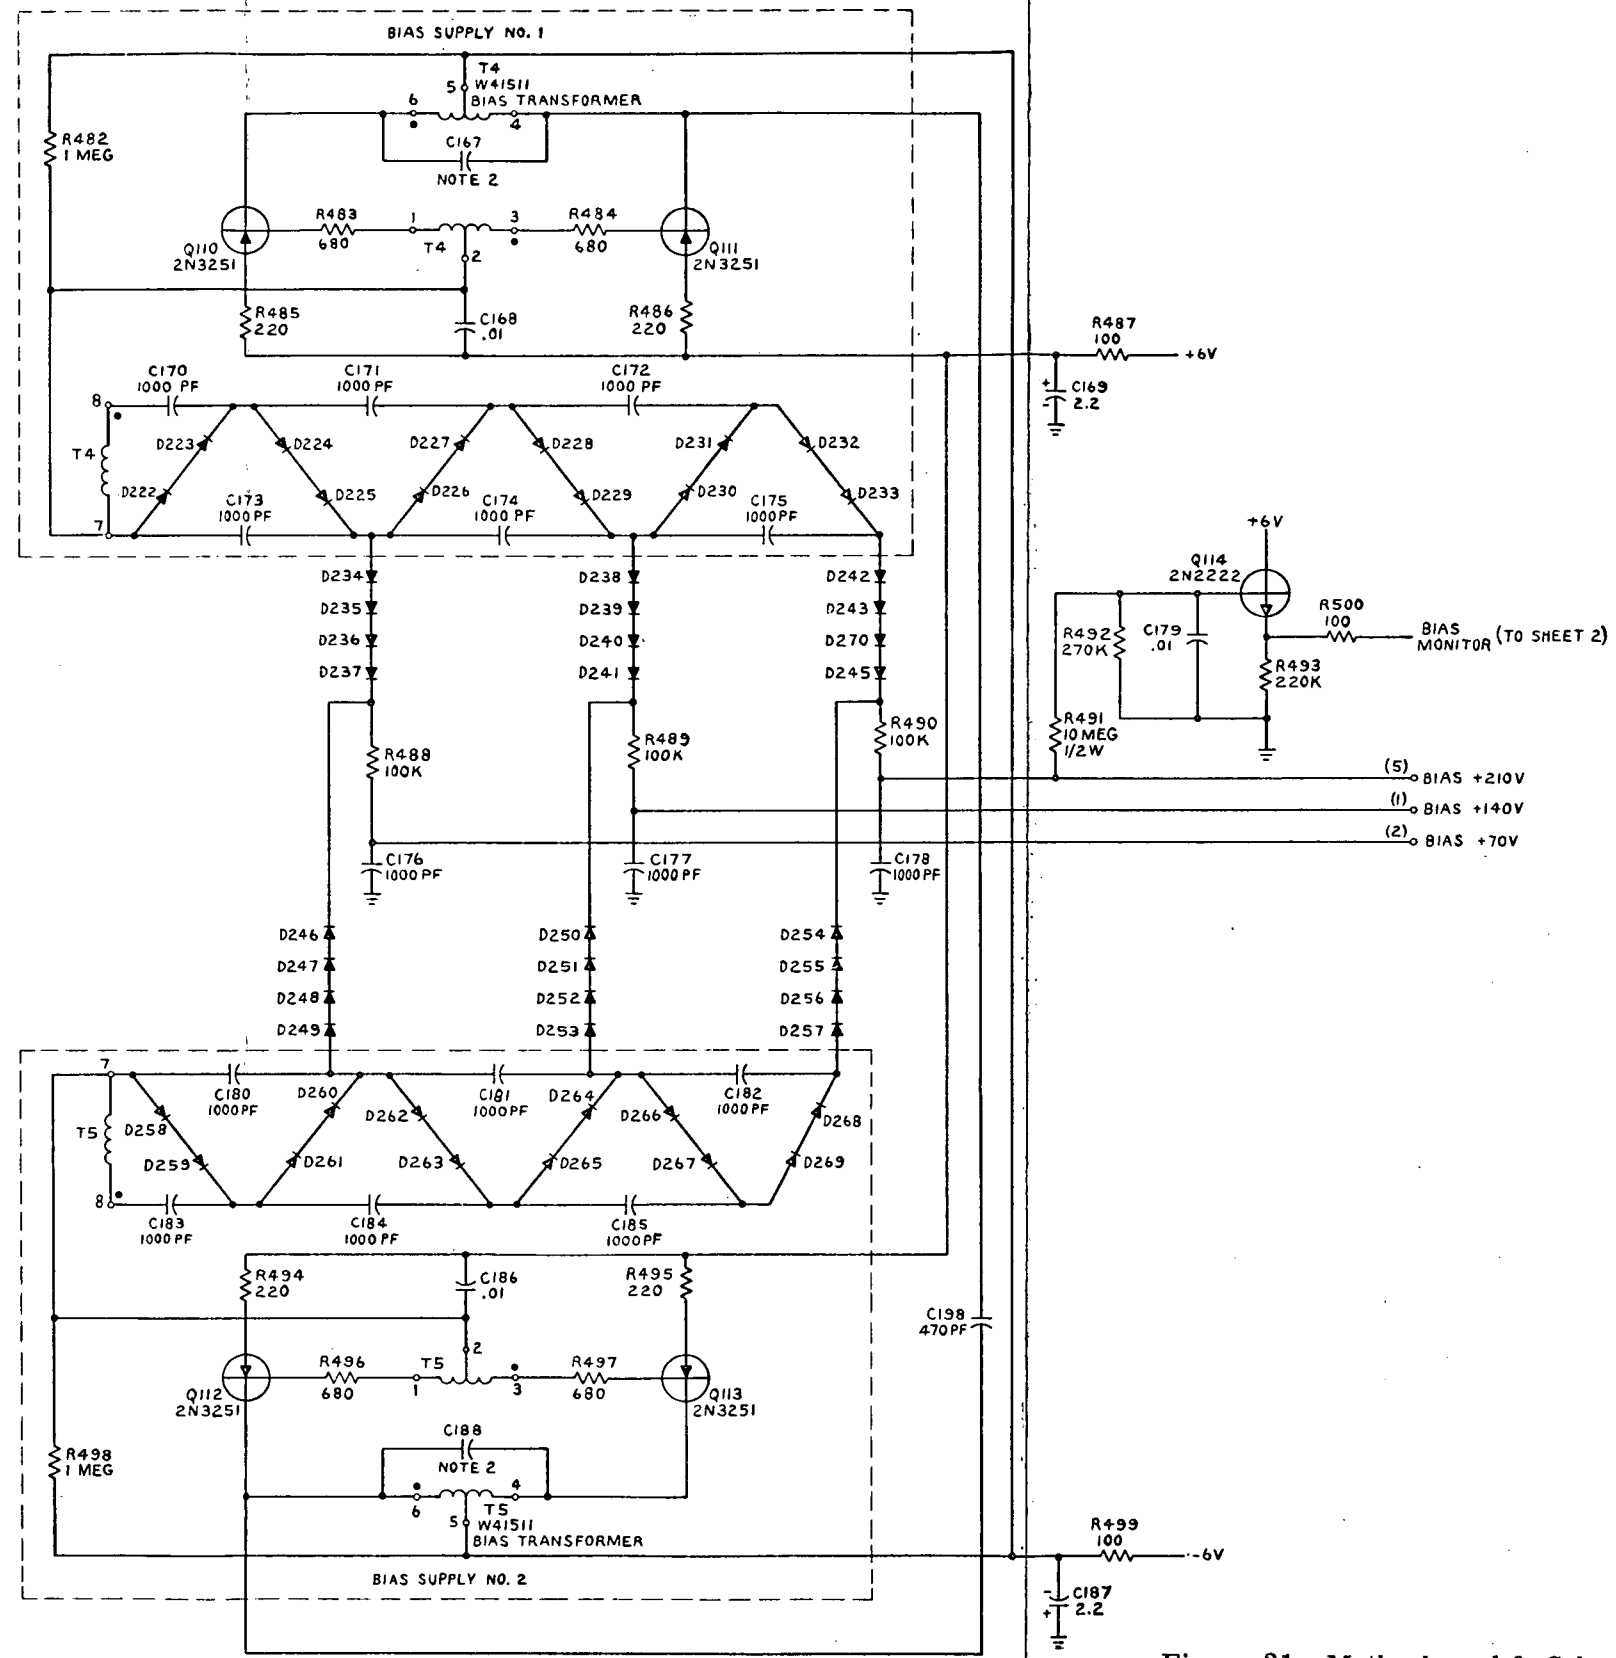 BIAS SUPPLY NO. 1
T4
W41511
5
BIAS TRANSFORMER
6
4
R482
1 MEG
C167
NOTE 2
R483
680
1
T4
3
2
R484
680
Q110
2N3251
Q111
2N3251
R485
220
C168
.01
R486
220
R487
100
+6V
+
-
C169
2.2
C170
1000 PF
C171
1000 PF
C172
1000 PF
8
T4
7
D223
D224
D227
D228
D231
D232
D222
D225
D226
D229
D230
D233
C173
1000 PF
C174
1000 PF
C175
1000 PF
D234
D235
D236
D237
D238
D239
D240
D241
D242
D243
D270
D245
+6V
Q114
2N2222
R492
270K
C179
.01
R500
100
BIAS
MONITOR (TO SHEET 2)
R493
220K
R491
10 MEG
1/2W
R488
100K
R489
100K
R490
100K
(5)
BIAS +210V
(1)
BIAS +140V
(2)
BIAS +70V
C176
1000 PF
C177
1000 PF
C178
1000 PF
D246
D247
D248
D249
D250
D251
D252
D253
D254
D255
D256
D257
7
T5
8
C180
1000 PF
C181
1000 PF
C182
1000 PF
D258
D260
D262
D264
D266
D268
D259
D261
D263
D265
D267
D269
C183
1000 PF
C184
1000 PF
C185
1000 PF
R494
220
C186
.01
R495
220
C198
470 PF
R496
680
T5
1
2
3
R497
680
Q112
2N3251
Q113
2N3251
C188
NOTE 2
6
4
T5
5
W41511
BIAS TRANSFORMER
R498
1 MEG
R499
100
-6V
-
+
C187
2.2
BIAS SUPPLY NO. 2